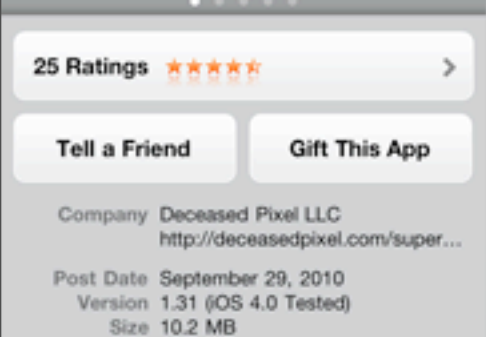 25 Ratings
Tell a Friend
Gift This App
Company Deceased Pixel LLC
http://deceasedpixel.com/super...
Post Date September 29, 2010
Version 1.31 (iOS 4.0 Tested)
Size 10.2 MB